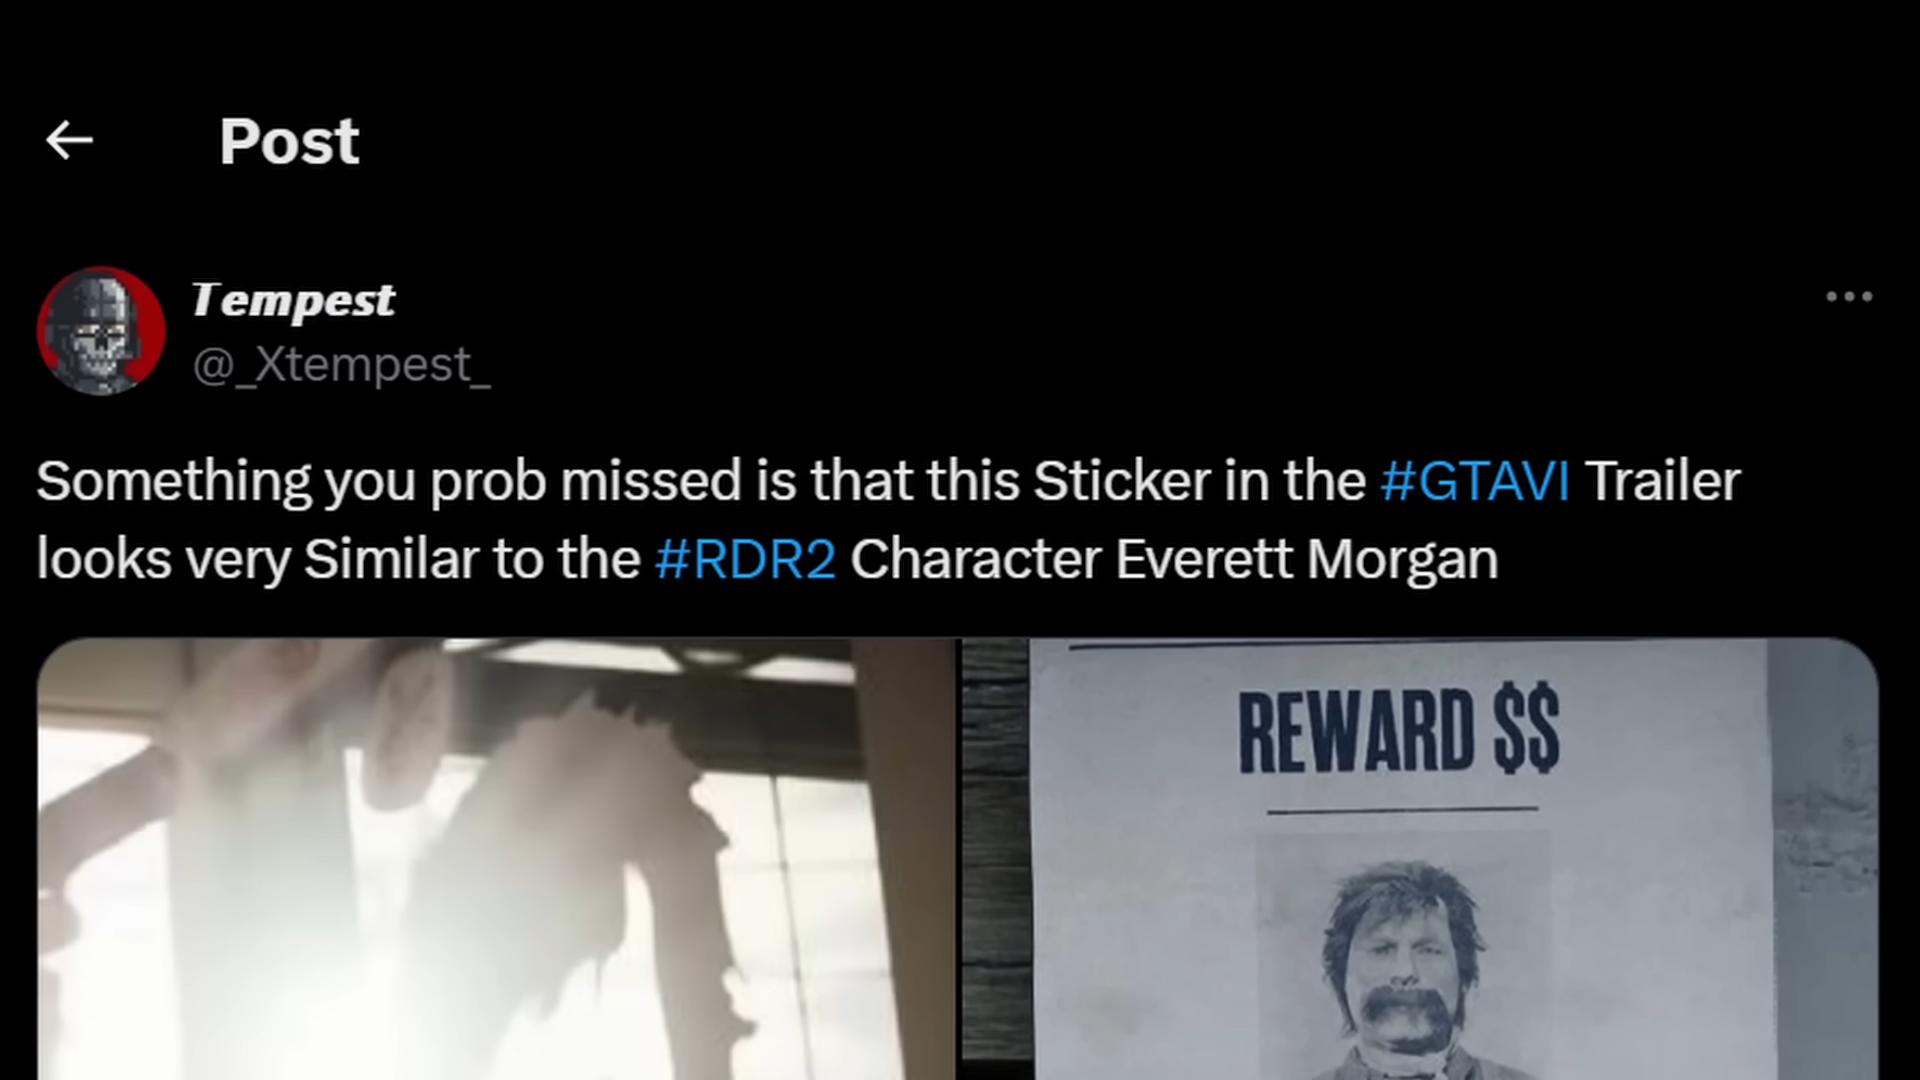 Post
Tempest
@_Xtempest_
Something you prob missed is that this Sticker in the #GTAVI Trailer
looks very Similar to the #RDR2 Character Everett Morgan
REWARD $$